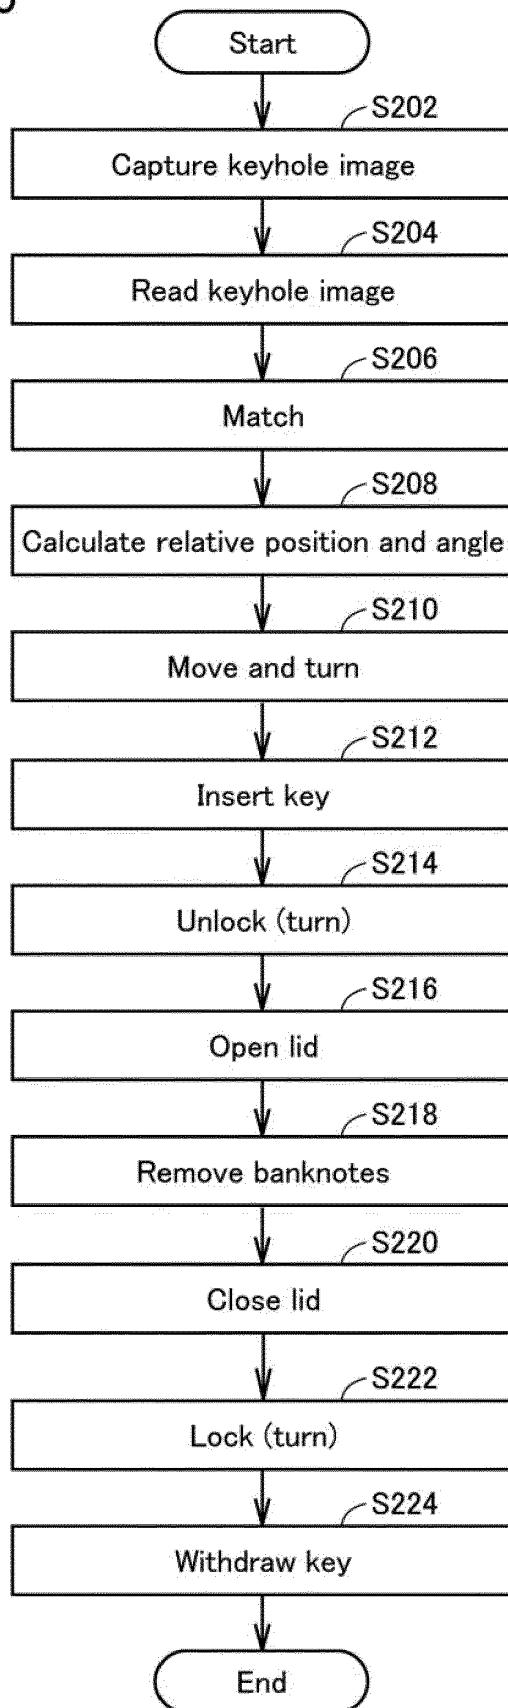 Start
S202
Capture keyhole image
S204
Read keyhole image
S206
Match
S208
Calculate relative position and angle
S210
Move and turn
S212
Insert key
S214
Unlock (turn)
S216
Open lid
S218
Remove banknotes
S220
Close lid
S222
Lock (turn)
S224
Withdraw key
End